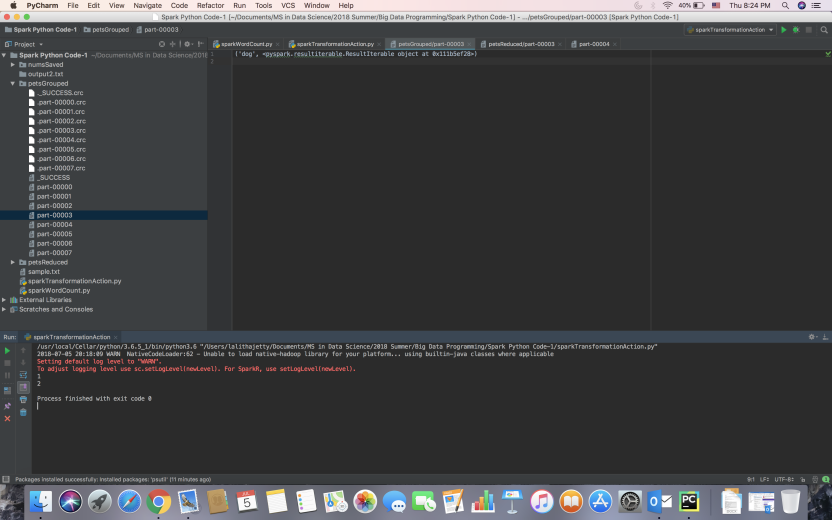 PyCharm File Edit View Navigate Code Refactor Run Tools VCS Window Help 40% Thu 8:24 PM
Spark Python Code-1 [~/Documents/MS in Data Science/2018 Summer/Big Data Programming/Spark Python Code-1] - .../petsGrouped/part-00003 [Spark Python Code-1]
Spark Python Code-1 petsGrouped part-00003 sparkTransformationAction
Project sparkWordCount.py sparkTransformationAction.py petsGrouped/part-00003 petsReduced/part-00003 part-00004
Spark Python Code-1 ~/Documents/MS in Data Science/2018
numsSaved
output2.txt
petsGrouped
._SUCCESS.crc
.part-00000.crc
.part-00001.crc
.part-00002.crc
.part-00003.crc
.part-00004.crc
.part-00005.crc
.part-00006.crc
.part-00007.crc
_SUCCESS
part-00000
part-00001
part-00002
part-00003
part-00004
part-00005
part-00006
part-00007
petsReduced
sample.txt
sparkTransformationAction.py
sparkWordCount.py
External Libraries
Scratches and Consoles
1 ('dog', <pyspark.resultiterable.ResultIterable object at 0x111b5ef28>)
2
Run: sparkTransformationAction
/usr/local/Cellar/python/3.6.5_1/bin/python3.6 "/Users/lalithajetty/Documents/MS in Data Science/2018 Summer/Big Data Programming/Spark Python Code-1/sparkTransformationAction.py"
2018-07-05 20:18:09 WARN NativeCodeLoader:62 - Unable to load native-hadoop library for your platform... using builtin-java classes where applicable
Setting default log level to "WARN".
To adjust logging level use sc.setLogLevel(newLevel). For SparkR, use setLogLevel(newLevel).
1
2
Process finished with exit code 0
Packages installed successfully: Installed packages: 'psutil' (11 minutes ago) 9:1 LF÷ UTF-8÷
JUL
5
PC